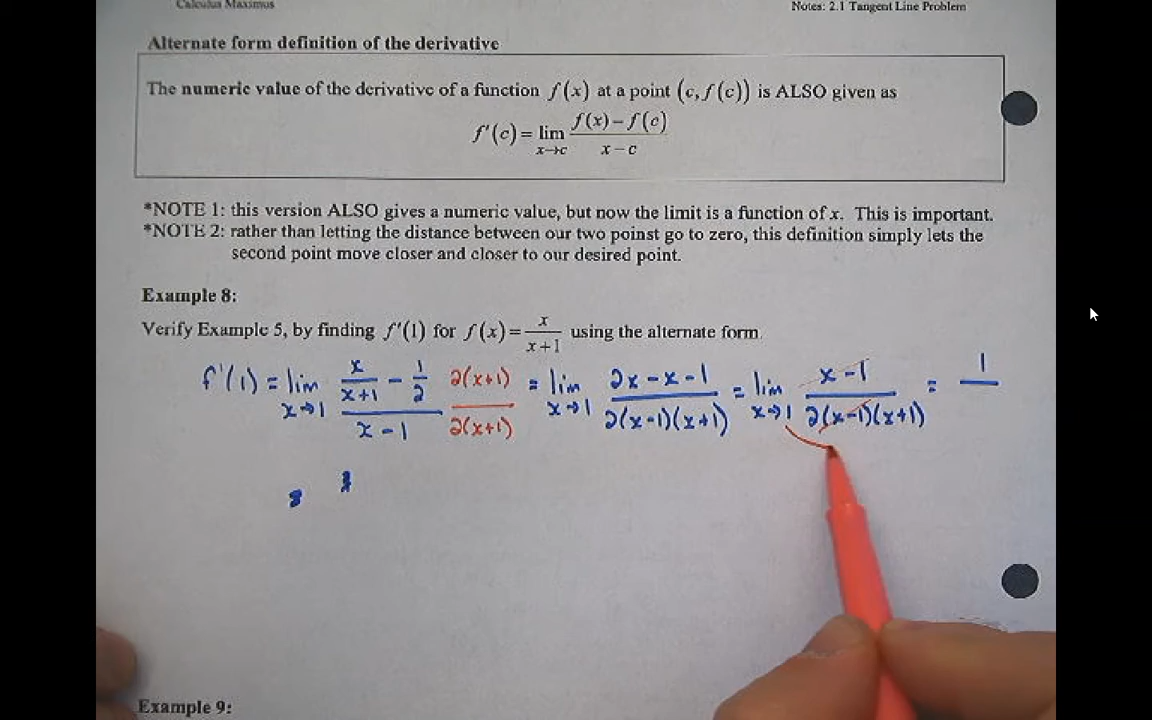 Calculus Maximus
Notes: 2.1 Tangent Line Problem
Alternate form definition of the derivative
The numeric value of the derivative of a function f(x) at a point (c, f(c)) is ALSO given as
f'(c) = lim x→c (f(x) − f(c))/(x − c)
*NOTE 1: this version ALSO gives a numeric value, but now the limit is a function of x. This is important.
*NOTE 2: rather than letting the distance between our two poinst go to zero, this definition simply lets the
second point move closer and closer to our desired point.
Example 8:
Verify Example 5, by finding f'(1) for f(x) = x/(x+1) using the alternate form.
f'(1) = lim x→1 (x/(x+1) − 1/2)/(x − 1) 2(x+1)/2(x+1) = lim x→1 (2x − x − 1)/(2(x−1)(x+1)) = lim x→1 (x − 1)/(2(x−1)(x+1)) = 1
Example 9: